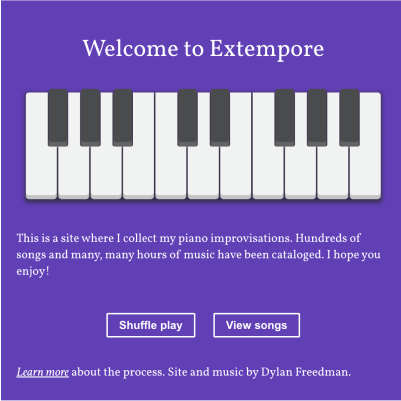 Welcome to Extempore
This is a site where I collect my piano improvisations. Hundreds of
songs and many, many hours of music have been cataloged. I hope you
enjoy!
Shuffle play
View songs
Learn more about the process. Site and music by Dylan Freedman.